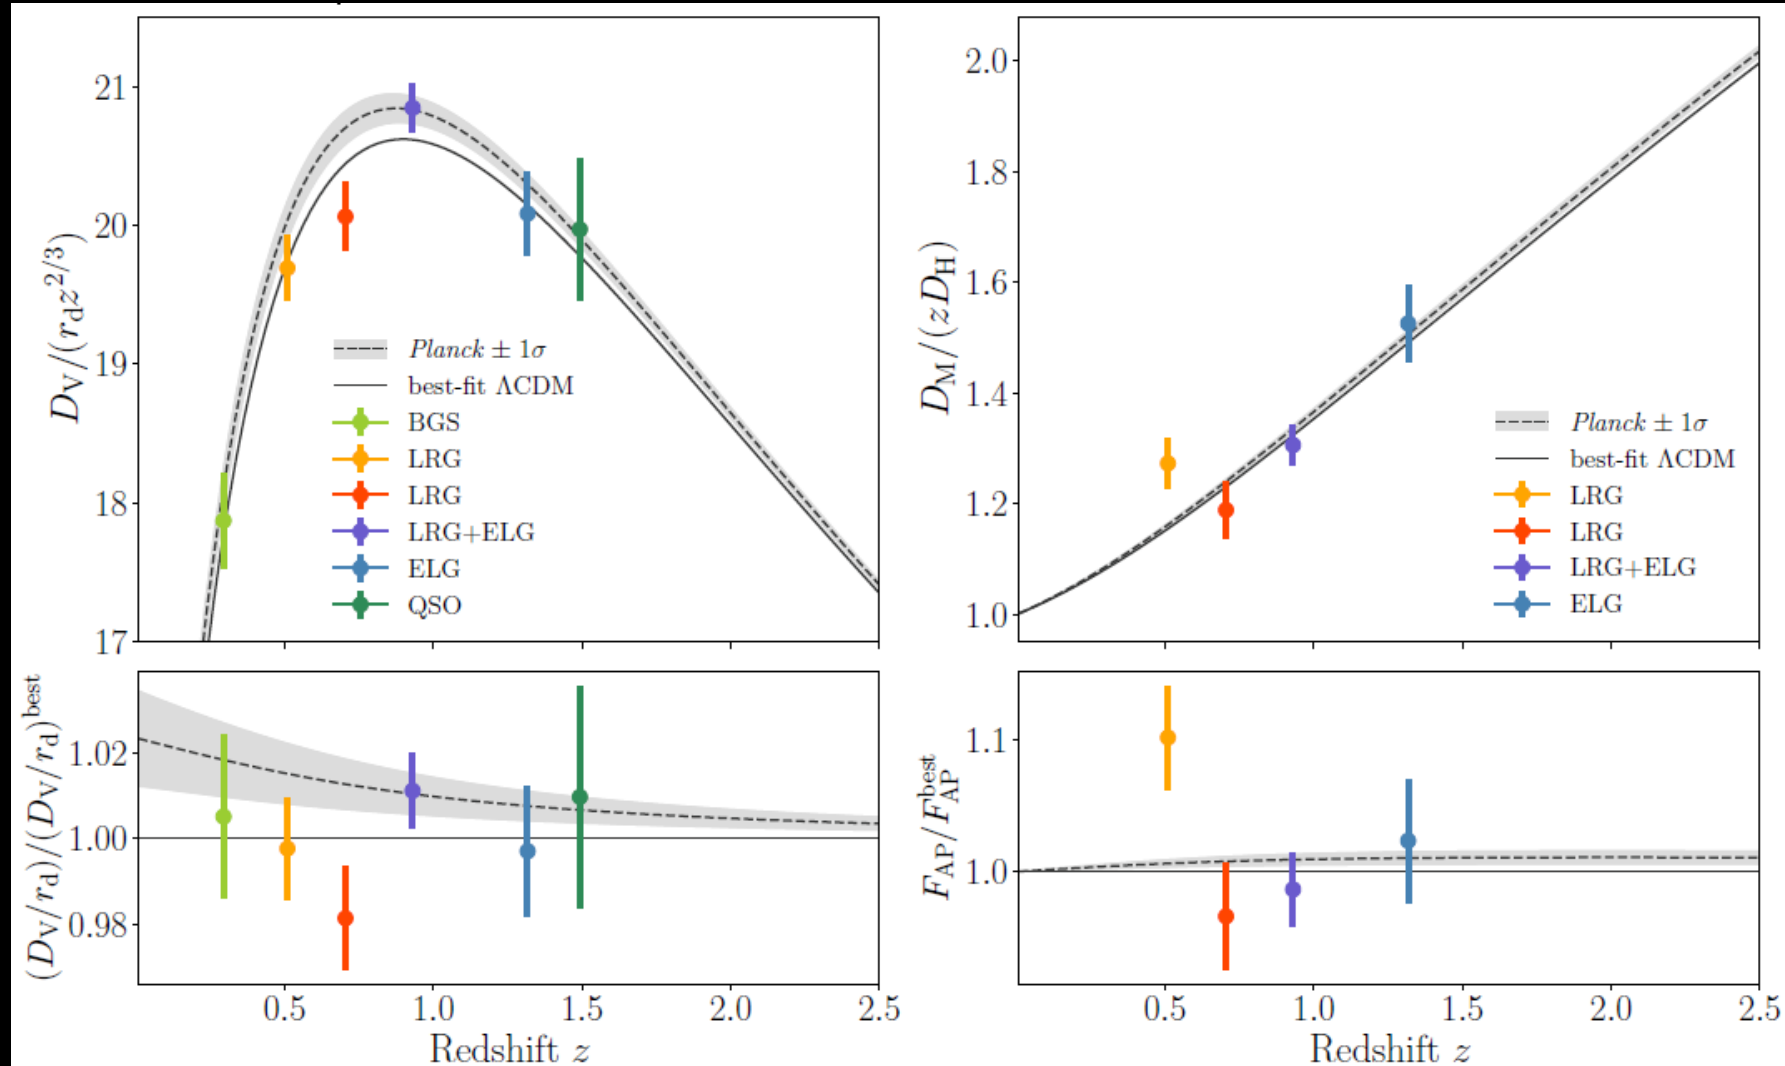 21
20
19
18
17
D_V/(r_d z^{2/3})
Planck ± 1σ
best-fit ΛCDM
BGS
LRG
LRG
LRG+ELG
ELG
QSO
2.0
1.8
1.6
1.4
1.2
1.0
D_M/(zD_H)
Planck ± 1σ
best-fit ΛCDM
LRG
LRG
LRG+ELG
ELG
1.02
1.00
0.98
(D_V/r_d)/(D_V/r_d)^{best}
0.5 1.0 1.5 2.0 2.5
Redshift z
1.1
1.0
F_{AP}/F_{AP}^{best}
0.5 1.0 1.5 2.0 2.5
Redshift z